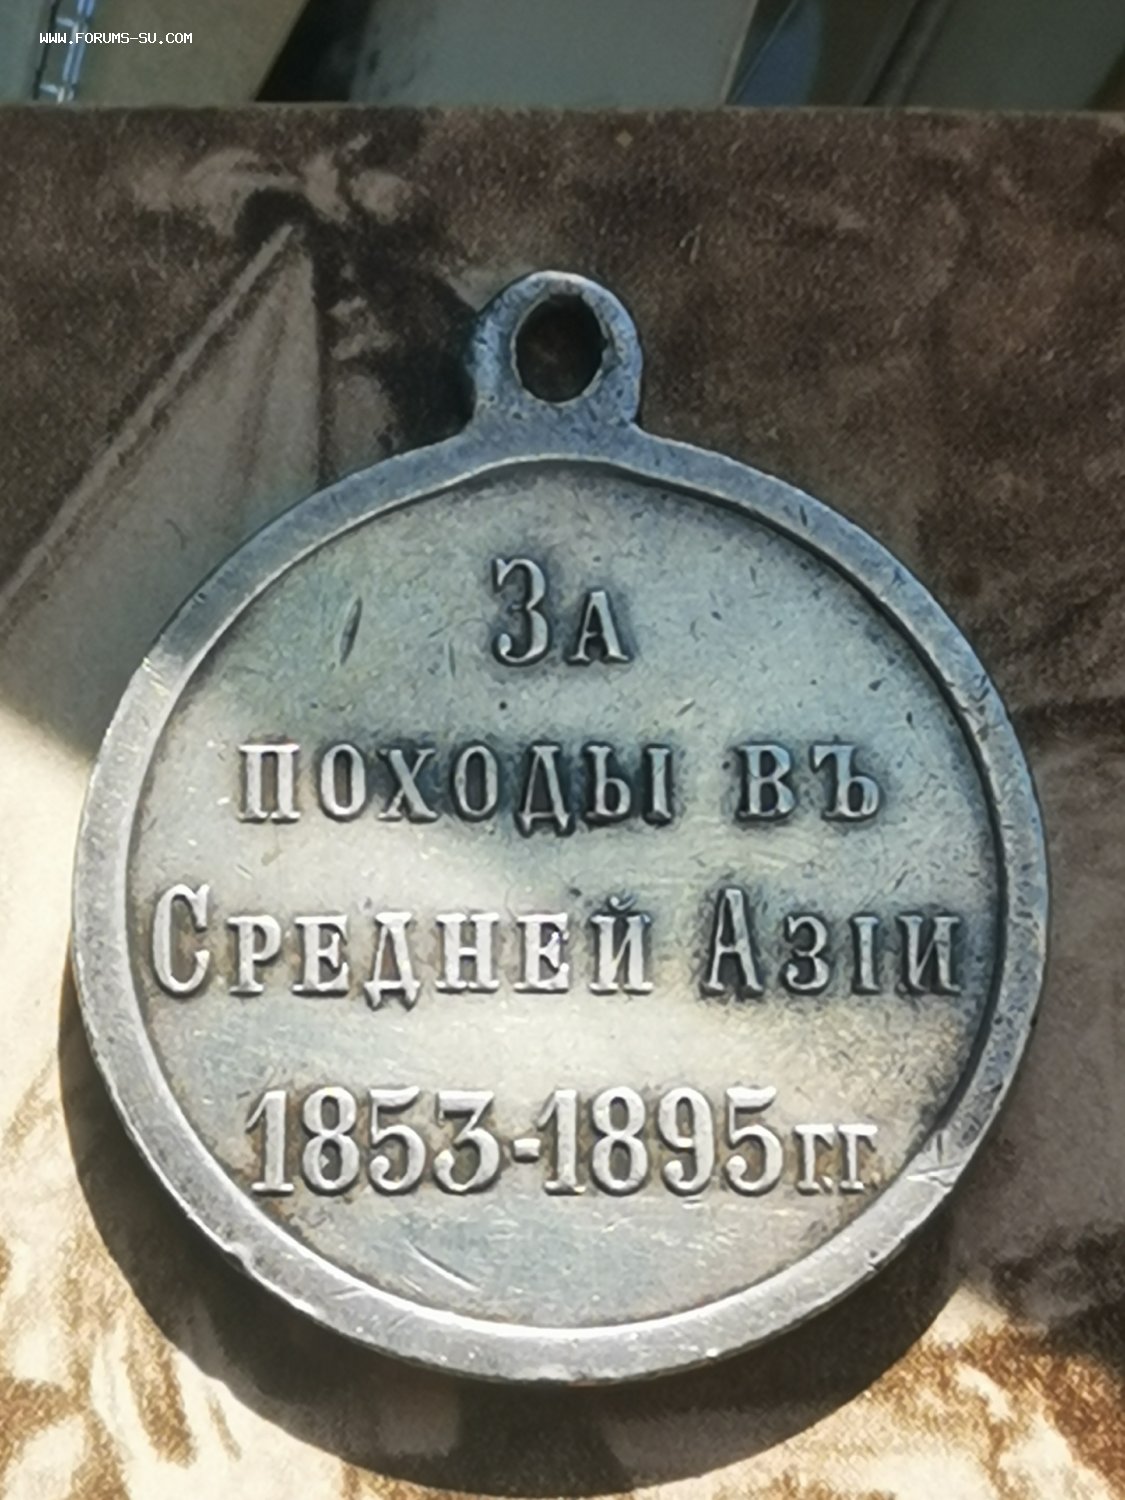 WWW.FORUMS-SU.COM
За
походы въ
Средней Азіи
1853-1895гг.